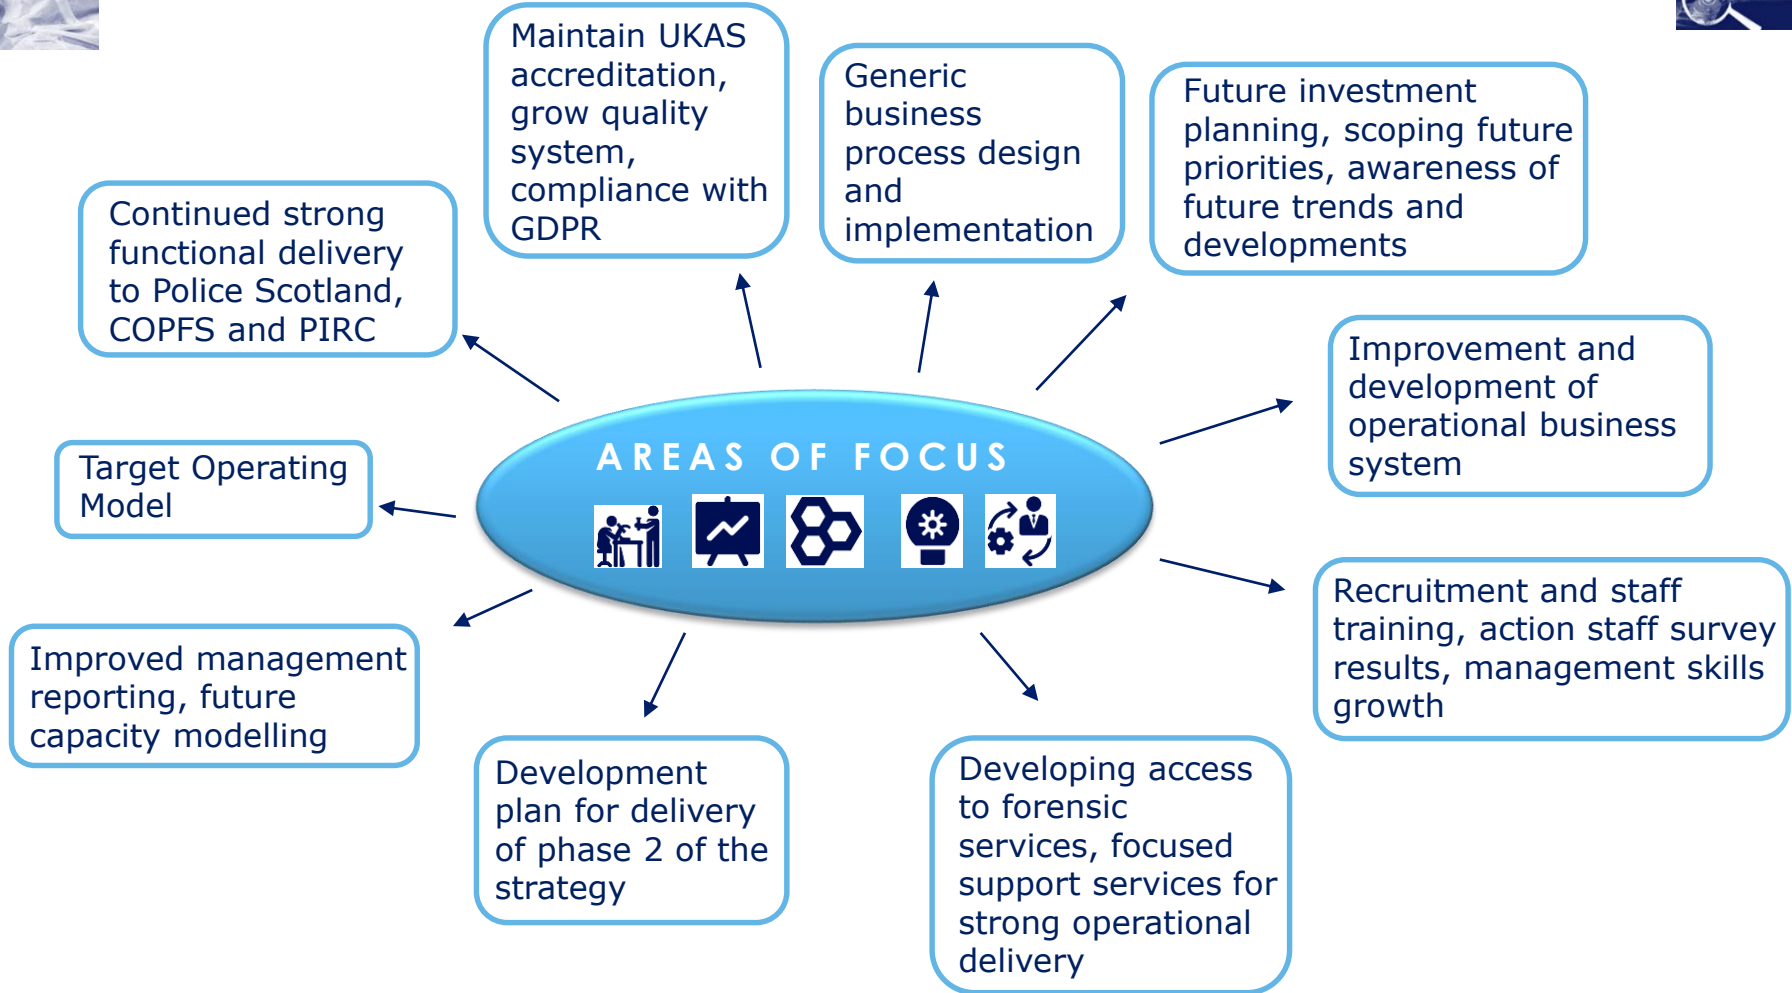 Maintain UKAS
accreditation,
grow quality
system,
compliance with
GDPR
Generic
business
process design
and
implementation
Future investment
planning, scoping future
priorities, awareness of
future trends and
developments
Continued strong
functional delivery
to Police Scotland,
COPFS and PIRC
Improvement and
development of
operational business
system
AREAS OF FOCUS
Target Operating
Model
Recruitment and staff
training, action staff survey
results, management skills
growth
Improved management
reporting, future
capacity modelling
Development
plan for delivery
of phase 2 of the
strategy
Developing access
to forensic
services, focused
support services for
strong operational
delivery